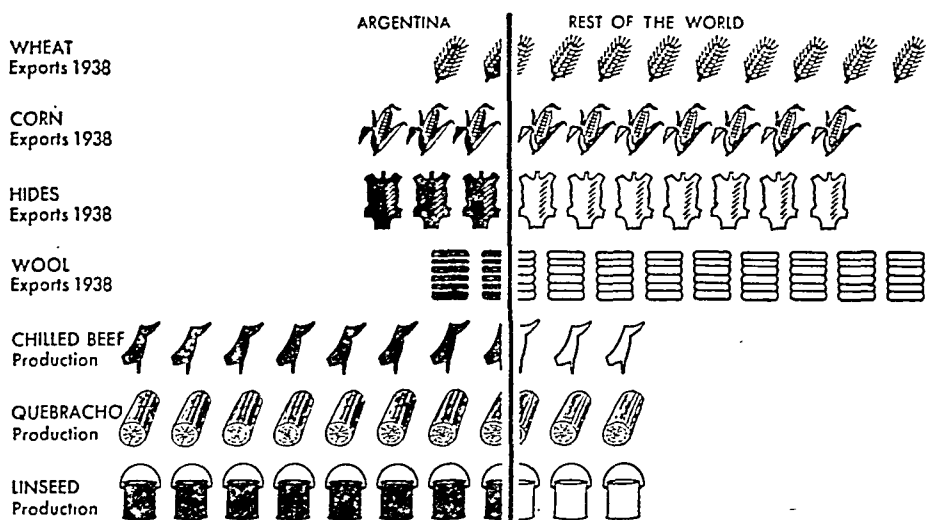 ARGENTINA REST OF THE WORLD
WHEAT
Exports 1938
CORN
Exports 1938
HIDES
Exports 1938
WOOL
Exports 1938
CHILLED BEEF
Production
QUEBRACHO
Production
LINSEED
Production